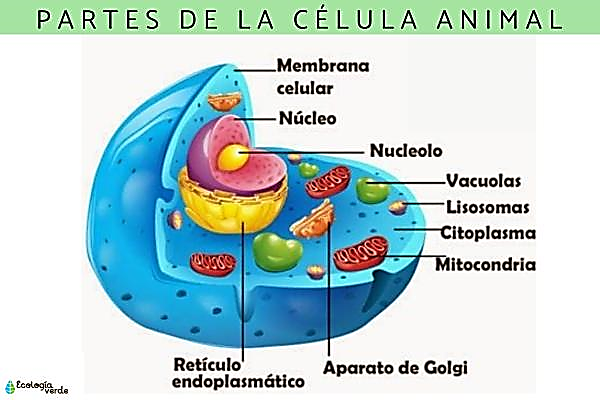 PARTES DE LA CÉLULA ANIMAL
Membrana
celular
Núcleo
Nucleolo
Vacuolas
Lisosomas
Citoplasma
Mitocondria
Retículo
endoplasmático
Aparato de Golgi
Ecología
verde